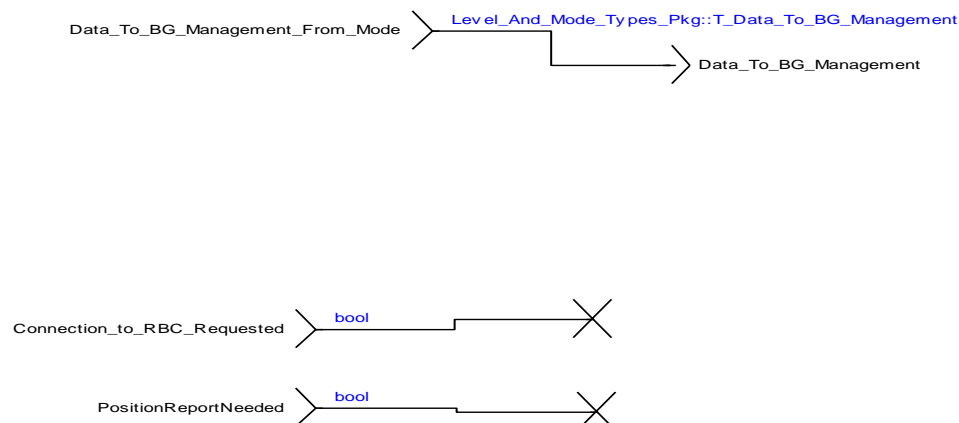 Data_To_BG_Management_From_Mode
Level_And_Mode_Types_Pkg::T_Data_To_BG_Management
Data_To_BG_Management
Connection_to_RBC_Requested
bool
PositionReportNeeded
bool